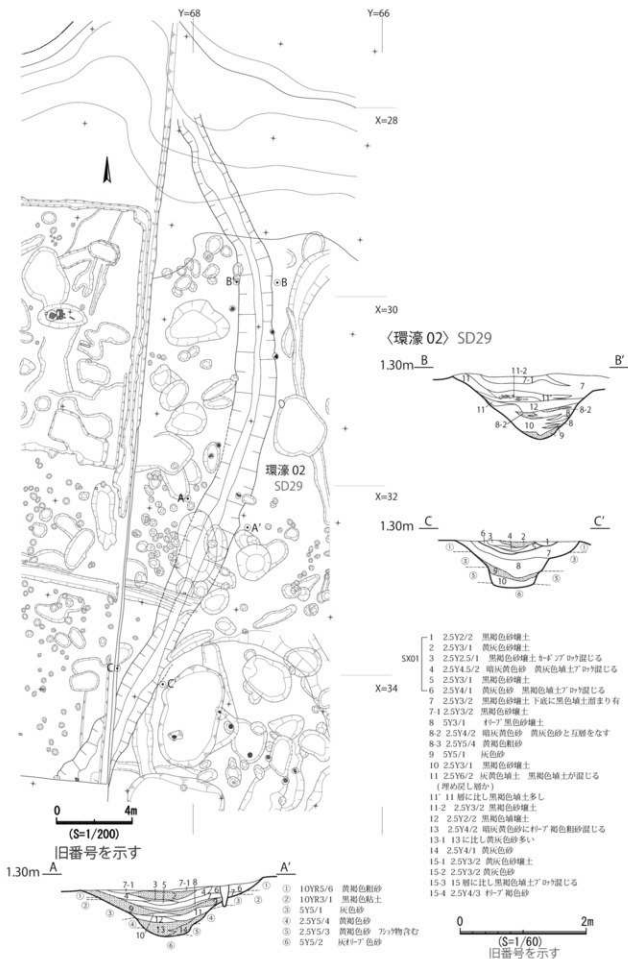 Y=68
Y=66
X=28
X=30
X=32
X=34
B'
B
環濠 02
SD29
A
A'
C
C'
0 4m
(S=1/200)
旧番号を示す
〈環濠 02〉SD29
1.30m B B'
11 11-2 7-1 7
11' 11' 12 8-2 8 8-2 10 9
1.30m C C'
6 3 4 2 1
① 7 ①
③ 8 ③
⑤ 10 ⑤
⑥
SX01
1 2.5Y2/2 黒褐色砂壌土
2 2.5Y3/1 黄灰色砂壌土
3 2.5Y2.5/1 黒褐色砂壌土 カーボンブロック混じる
4 2.5Y4.5/2 暗灰黄色砂 黄灰色埴土ブロック混じる
5 2.5Y3/1 黒褐色砂壌土
6 2.5Y4/1 黄灰色砂 黒褐色埴土ブロック混じる
7 2.5Y3/2 黒褐色砂壌土 下底に黒色埴土溜まり有
7-1 2.5Y3/2 黒褐色砂壌土
8 5Y3/1 オリーブ黒色砂壌土
8-2 2.5Y4/2 暗灰黄色砂 黄灰色砂と互層をなす
8-3 2.5Y5/4 黄褐色粗砂
9 5Y5/1 灰色砂
10 2.5Y3/1 黒褐色砂壌土
11 2.5Y6/2 灰黄色埴土 黒褐色埴土が混じる
(埋め戻し層か)
11' 11層に比し黒褐色埴土多し
11-2 2.5Y3/2 黒褐色砂壌土
12 2.5Y2/2 黒褐色埴壌土
13 2.5Y4/2 暗灰黄色砂にオリーブ褐色粗砂混じる
13-1 13に比し黄灰色砂多い
14 2.5Y4/1 黄灰色砂
15-1 2.5Y3/2 黄灰色砂壌土
15-2 2.5Y3/2 黄灰色砂
15-3 15層に比し黒褐色埴土ブロック混じる
15-4 2.5Y4/3 オリーブ褐色砂
0 2m
(S=1/60)
旧番号を示す
1.30m A A'
7-1 3 5 7-1 8
12
10 13 14
① 10YR5/6 黄褐色粗砂
② 10YR3/1 黒褐色粘土
③ 5Y5/1 灰色砂
④ 2.5Y5/4 黄褐色砂
⑤ 2.5Y5/3 黄褐色砂 フショク物含む
⑥ 5Y5/2 灰オリーブ色砂